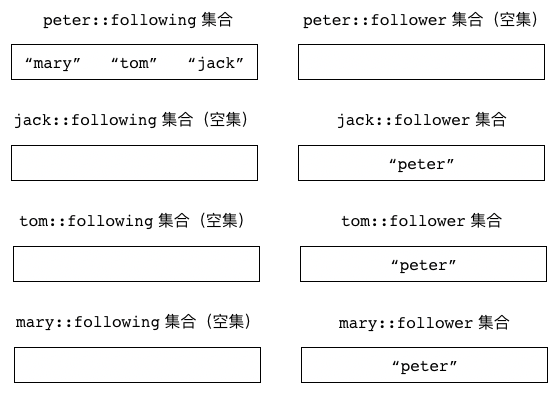 peter::following 集合
peter::follower 集合（空集）
“mary” “tom” “jack”
jack::following 集合（空集）
jack::follower 集合
“peter”
tom::following 集合（空集）
tom::follower 集合
“peter”
mary::following 集合（空集）
mary::follower 集合
“peter”